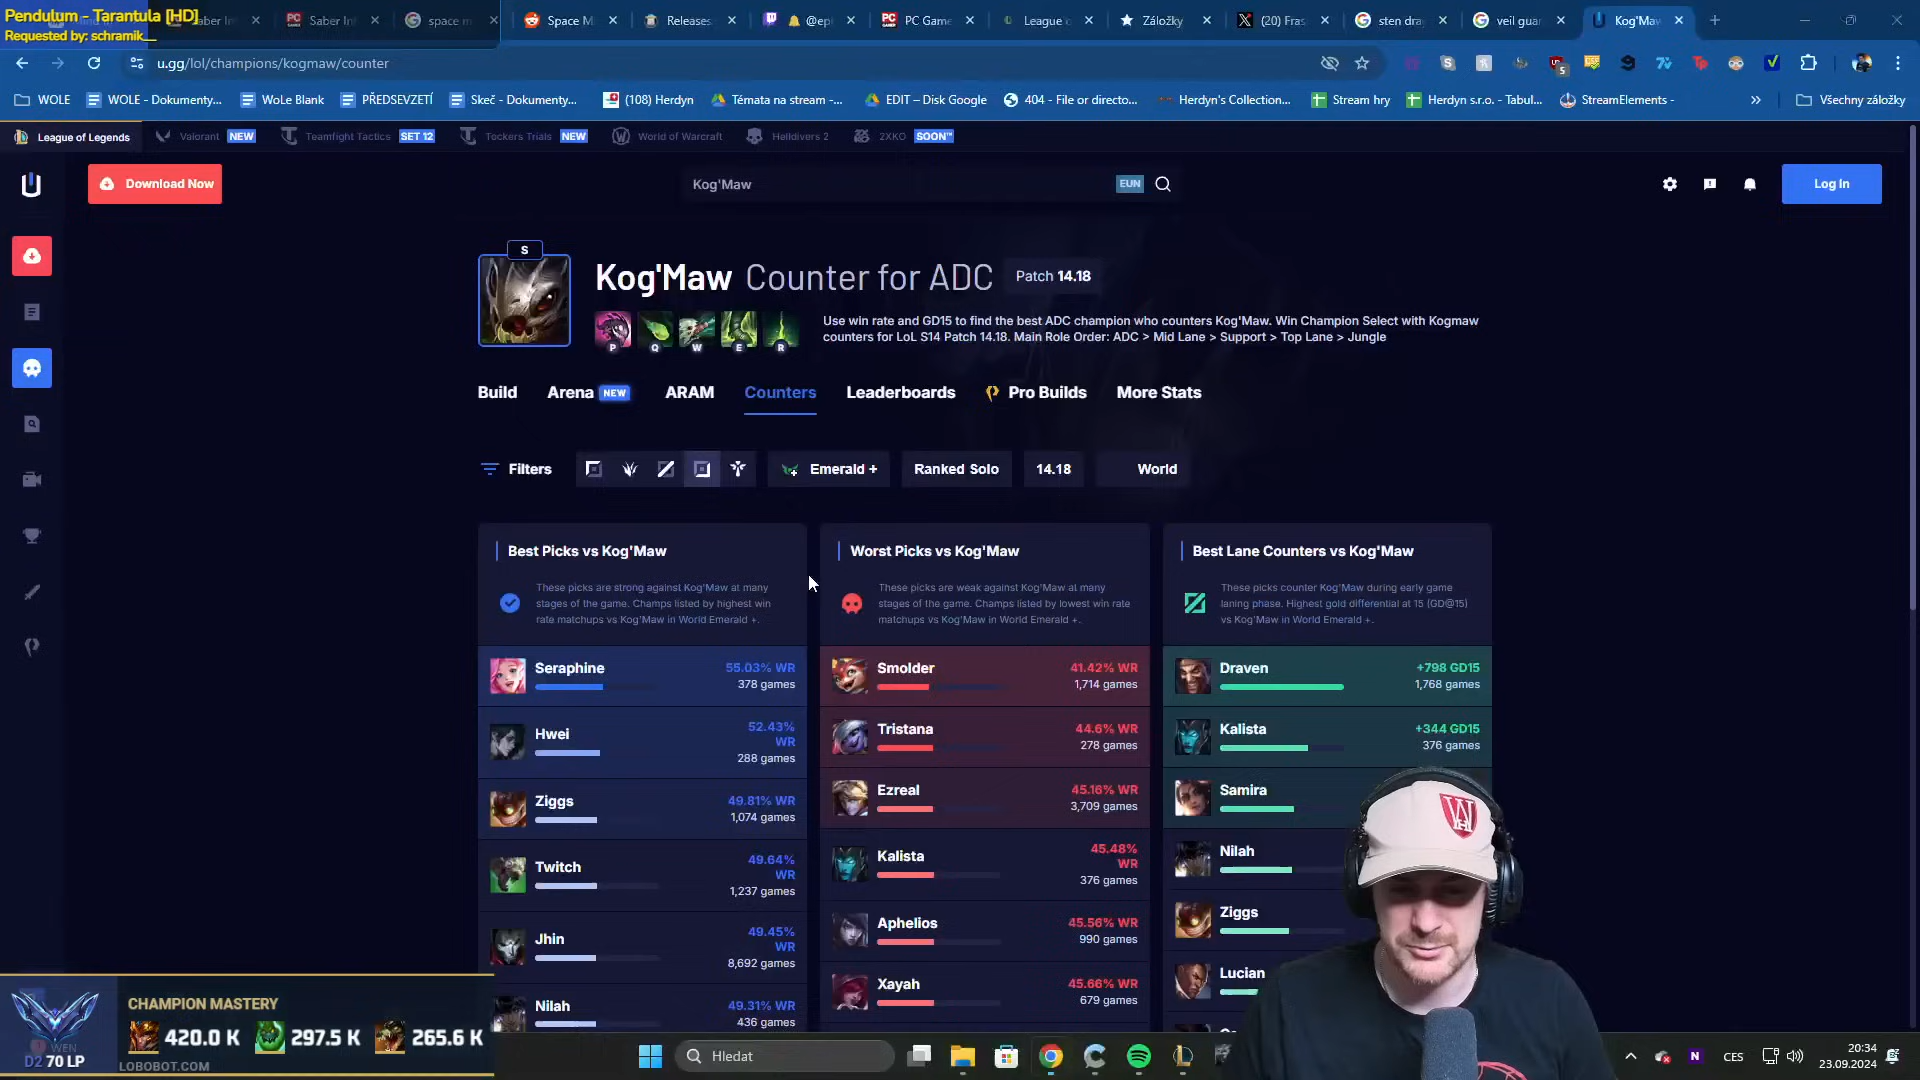 Pendulum - Tarantula [HD]
Requested by: schramik__
Saber In
Saber In
space m
Space M
Releases
@ep
PC Game
League o
Záložky
(20) Fras
sten dra
veil gua
Kog'Maw
u.gg/lol/champions/kogmaw/counter
WOLE
WOLE - Dokumenty...
WoLe Blank
PŘEDSEVZETÍ
Skeč - Dokumenty...
(108) Herdyn
Témata na stream -...
EDIT – Disk Google
404 - File or directo...
Herdyn's Collection...
Stream hry
Herdyn s.r.o. - Tabul...
StreamElements -
Všechny záložky
League of Legends
Valorant NEW
Teamfight Tactics SET 12
Tockers Trials NEW
World of Warcraft
Helldivers 2
2XKO SOON™
Download Now
Kog'Maw
EUN
Log In
S
Kog'Maw Counter for ADC
Patch 14.18
P Q W E R
Use win rate and GD15 to find the best ADC champion who counters Kog'Maw. Win Champion Select with Kogmaw
counters for LoL S14 Patch 14.18. Main Role Order: ADC > Mid Lane > Support > Top Lane > Jungle
Build
Arena NEW
ARAM
Counters
Leaderboards
Pro Builds
More Stats
Filters
Emerald +
Ranked Solo
14.18
World
Best Picks vs Kog'Maw
These picks are strong against Kog'Maw at many
stages of the game. Champs listed by highest win
rate matchups vs Kog'Maw in World Emerald +.
Seraphine
55.03% WR
378 games
Hwei
52.43%
WR
288 games
Ziggs
49.81% WR
1,074 games
Twitch
49.64%
WR
1,237 games
Jhin
49.45%
WR
8,692 games
Nilah
49.31% WR
436 games
Worst Picks vs Kog'Maw
These picks are weak against Kog'Maw at many
stages of the game. Champs listed by lowest win rate
matchups vs Kog'Maw in World Emerald +.
Smolder
41.42% WR
1,714 games
Tristana
44.6% WR
278 games
Ezreal
45.16% WR
3,709 games
Kalista
45.48%
WR
376 games
Aphelios
45.56% WR
990 games
Xayah
45.66% WR
679 games
Best Lane Counters vs Kog'Maw
These picks counter Kog'Maw during early game
laning phase. Highest gold differential at 15 (GD@15)
vs Kog'Maw in World Emerald +.
Draven
+798 GD15
1,768 games
Kalista
+344 GD15
376 games
Samira
Nilah
Ziggs
Lucian
CHAMPION MASTERY
420.0 K
297.5 K
265.6 K
D2 70 LP
LOBOBOT.COM
Hledat
CES
20:34
23.09.2024